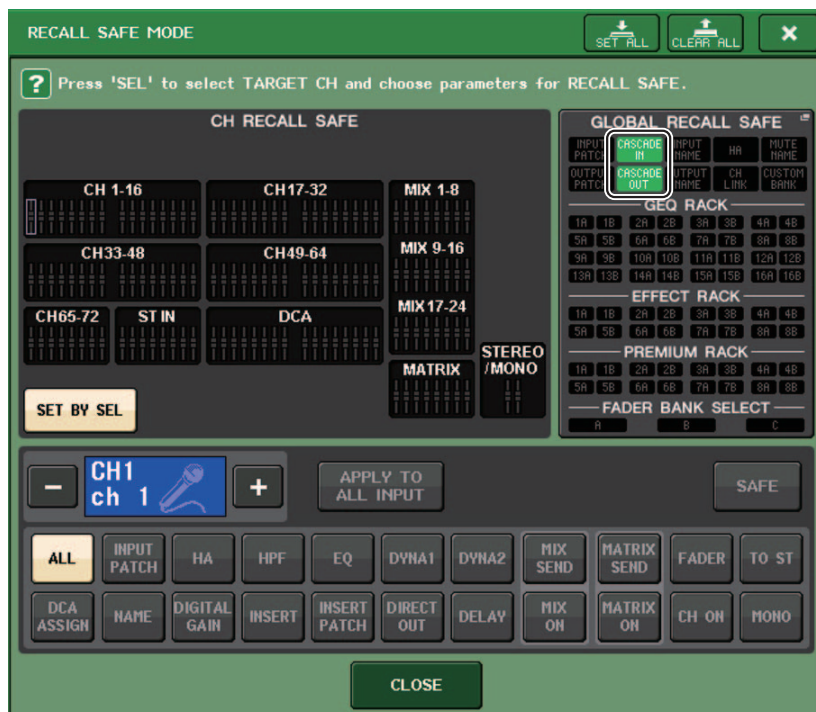 RECALL SAFE MODE
SET ALL
CLEAR ALL
? Press 'SEL' to select TARGET CH and choose parameters for RECALL SAFE.
CH RECALL SAFE
CH 1-16
CH17-32
MIX 1-8
CH33-48
CH49-64
MIX 9-16
CH65-72
ST IN
DCA
MIX17-24
MATRIX
STEREO
/MONO
SET BY SEL
GLOBAL RECALL SAFE
INPUT
PATCH
CASCADE
IN
INPUT
NAME
HA
MUTE
NAME
OUTPUT
PATCH
CASCADE
OUT
OUTPUT
NAME
CH
LINK
CUSTOM
BANK
GEQ RACK
1A 1B 2A 2B 3A 3B 4A 4B
5A 5B 6A 6B 7A 7B 8A 8B
9A 9B 10A 10B 11A 11B 12A 12B
13A 13B 14A 14B 15A 15B 16A 16B
EFFECT RACK
1A 1B 2A 2B 3A 3B 4A 4B
5A 5B 6A 6B 7A 7B 8A 8B
PREMIUM RACK
1A 1B 2A 2B 3A 3B 4A 4B
5A 5B 6A 6B 7A 7B 8A 8B
FADER BANK SELECT
A B C
CH1
ch 1
APPLY TO
ALL INPUT
SAFE
ALL
INPUT
PATCH
HA
HPF
EQ
DYNA1
DYNA2
MIX
SEND
MATRIX
SEND
FADER
TO ST
DCA
ASSIGN
NAME
DIGITAL
GAIN
INSERT
INSERT
PATCH
DIRECT
OUT
DELAY
MIX
ON
MATRIX
ON
CH ON
MONO
CLOSE